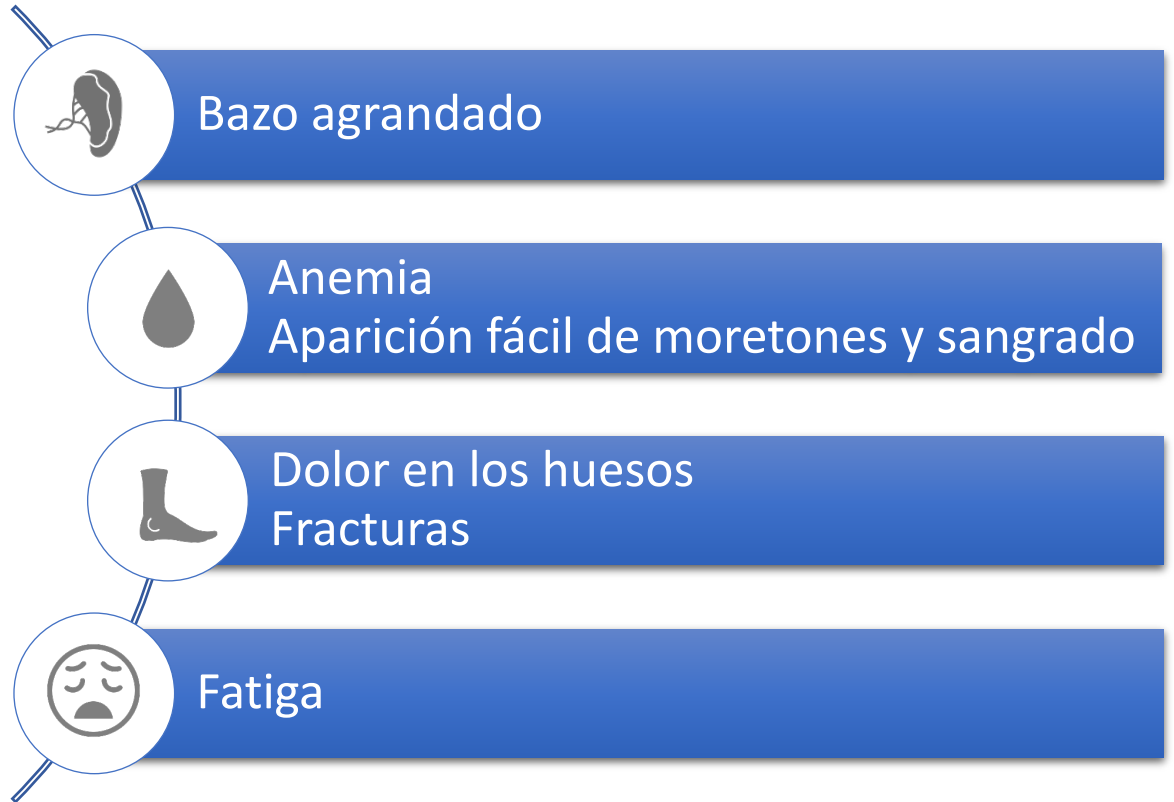 Bazo agrandado
Anemia
Aparición fácil de moretones y sangrado
Dolor en los huesos
Fracturas
Fatiga